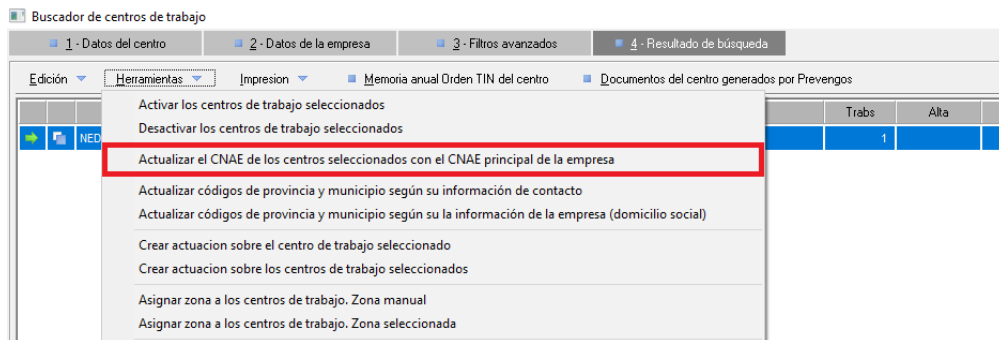 Buscador de centros de trabajo
1 - Datos del centro
2 - Datos de la empresa
3 - Filtros avanzados
4 - Resultado de búsqueda
Edición
Herramientas
Impresion
Memoria anual Orden TIN del centro
Documentos del centro generados por Prevengos
Trabs
Alta
NED
1
Activar los centros de trabajo seleccionados
Desactivar los centros de trabajo seleccionados
Actualizar el CNAE de los centros seleccionados con el CNAE principal de la empresa
Actualizar códigos de provincia y municipio según su información de contacto
Actualizar códigos de provincia y municipio según su la información de la empresa (domicilio social)
Crear actuacion sobre el centro de trabajo seleccionado
Crear actuacion sobre los centros de trabajo seleccionados
Asignar zona a los centros de trabajo. Zona manual
Asignar zona a los centros de trabajo. Zona seleccionada